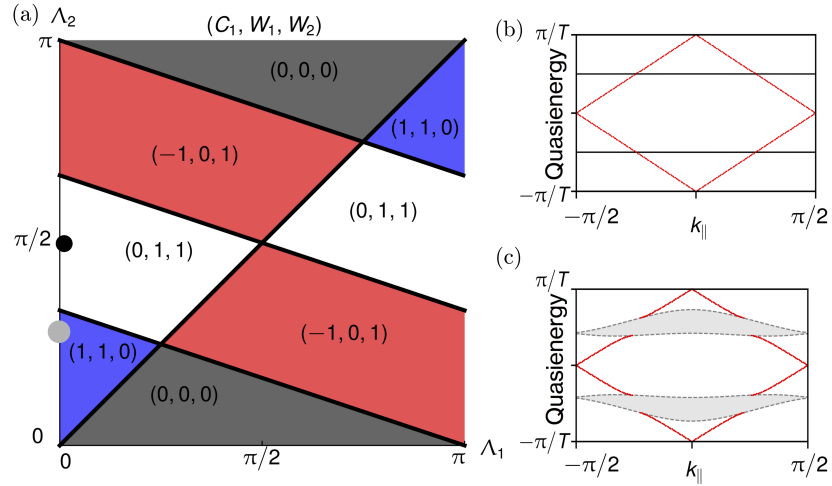 (a) Λ₂ (C₁, W₁, W₂)
π
(0, 0, 0)
(1, 1, 0)
(−1, 0, 1)
(0, 1, 1)
π/2
(0, 1, 1)
(−1, 0, 1)
(1, 1, 0)
(0, 0, 0)
0
0 π/2 π Λ₁
(b)
π/T
Quasienergy
−π/T
−π/2 k∥ π/2
(c)
π/T
Quasienergy
−π/T
−π/2 k∥ π/2